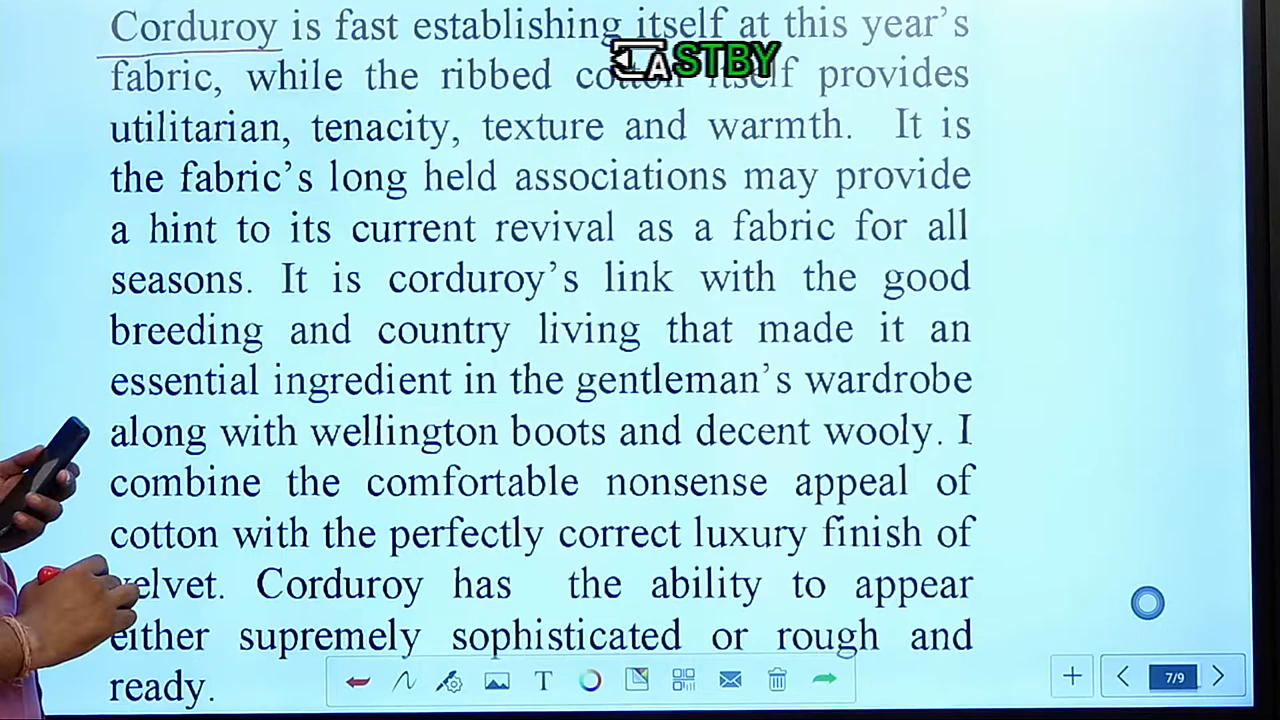 Corduroy is fast establishing itself at this year's
fabric, while the ribbed cotton itself provides
utilitarian, tenacity, texture and warmth. It is
the fabric's long held associations may provide
a hint to its current revival as a fabric for all
seasons. It is corduroy's link with the good
breeding and country living that made it an
essential ingredient in the gentleman's wardrobe
along with wellington boots and decent wooly. I
combine the comfortable nonsense appeal of
cotton with the perfectly correct luxury finish of
velvet. Corduroy has the ability to appear
either supremely sophisticated or rough and
ready.
A STBY
T
7/9